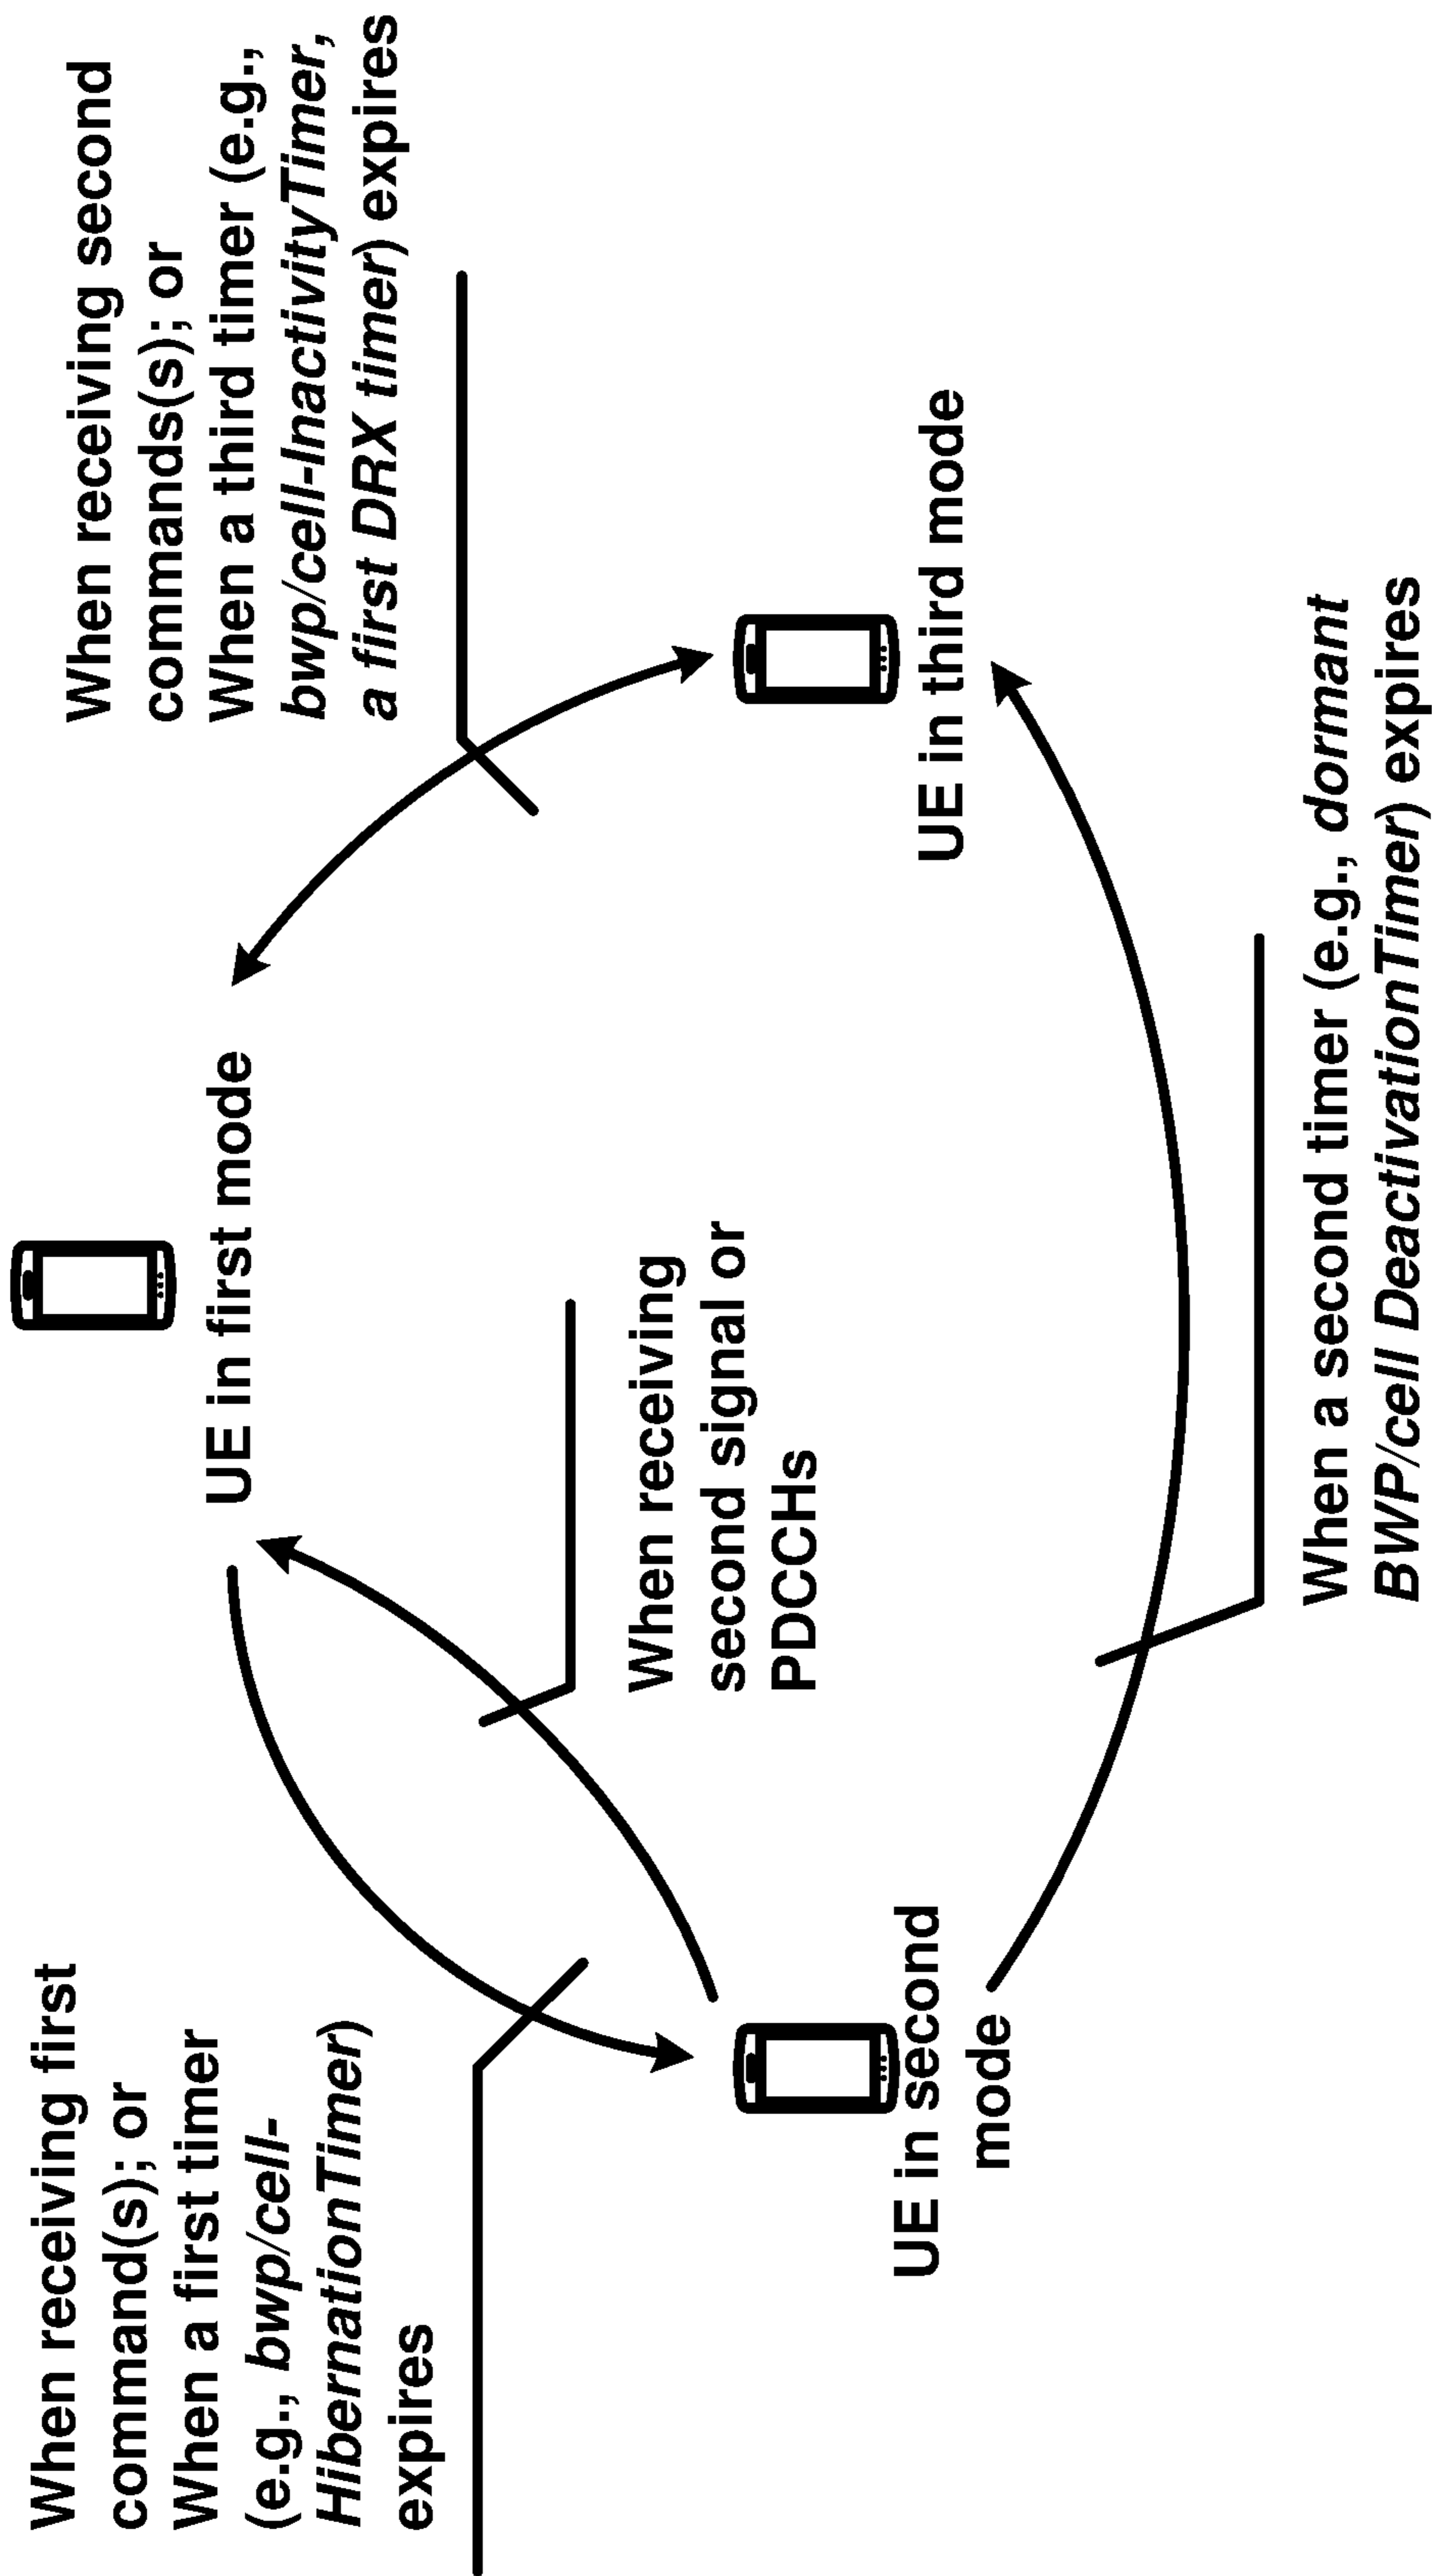 When receiving first
command(s); or
When a first timer
(e.g., bwp/cell-
HibernationTimer)
expires
UE in first mode
When receiving second
commands(s); or
When a third timer (e.g.,
bwp/cell-InactivityTimer,
a first DRX timer) expires
When receiving
second signal or
PDCCHs
UE in second
mode
UE in third mode
When a second timer (e.g., dormant
BWP/cell DeactivationTimer) expires